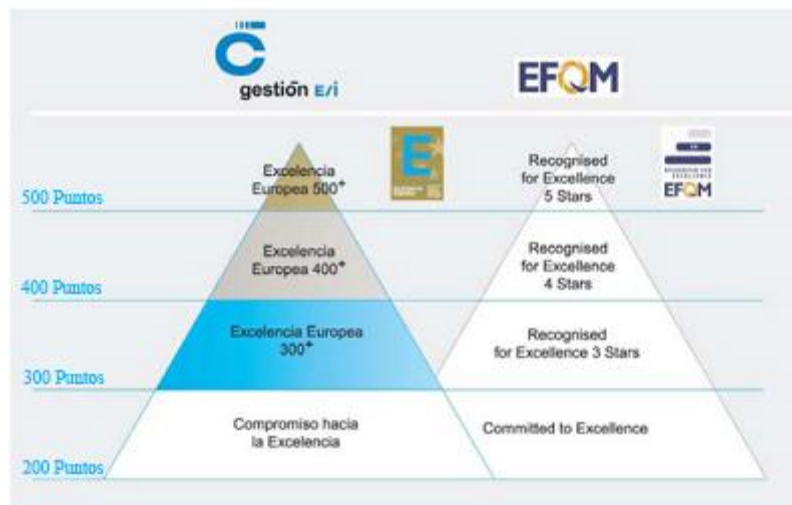 gestión E/i
EFQM
Excelencia
Europea 500+
E
Recognised
for Excellence
5 Stars
EFQM
500 Puntos
Excelencia
Europea 400+
Recognised
for Excellence
4 Stars
400 Puntos
Excelencia Europea
300+
Recognised
for Excellence 3 Stars
300 Puntos
Compromiso hacia
la Excelencia
Committed to Excellence
200 Puntos